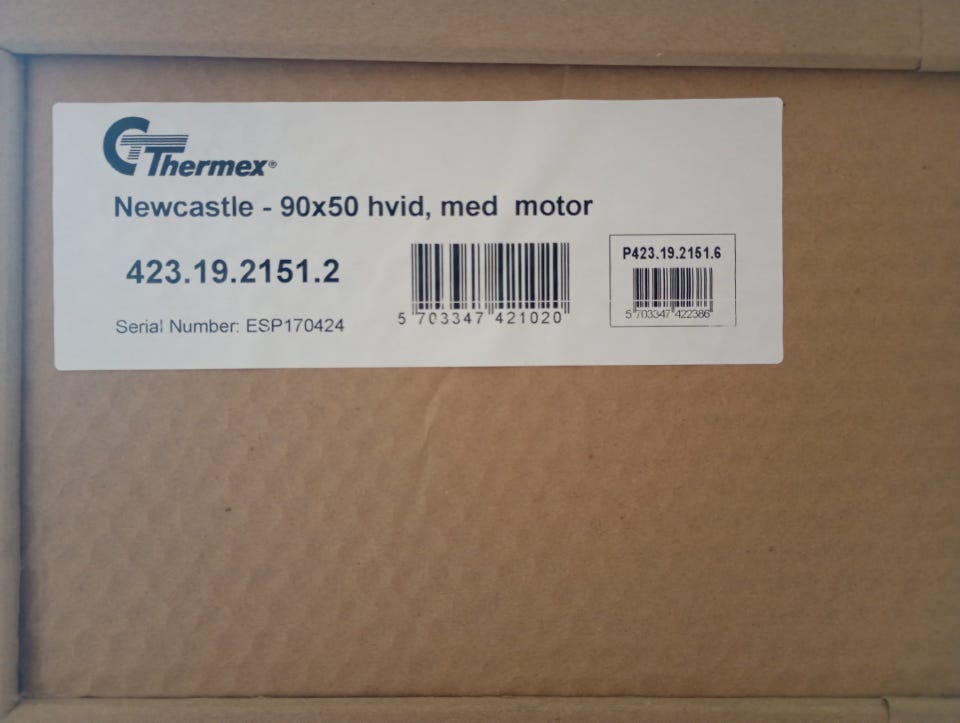 Thermex®
Newcastle - 90x50 hvid, med motor
423.19.2151.2
5 703347 421020
P423.19.2151.6
5 703347 422386
Serial Number: ESP170424